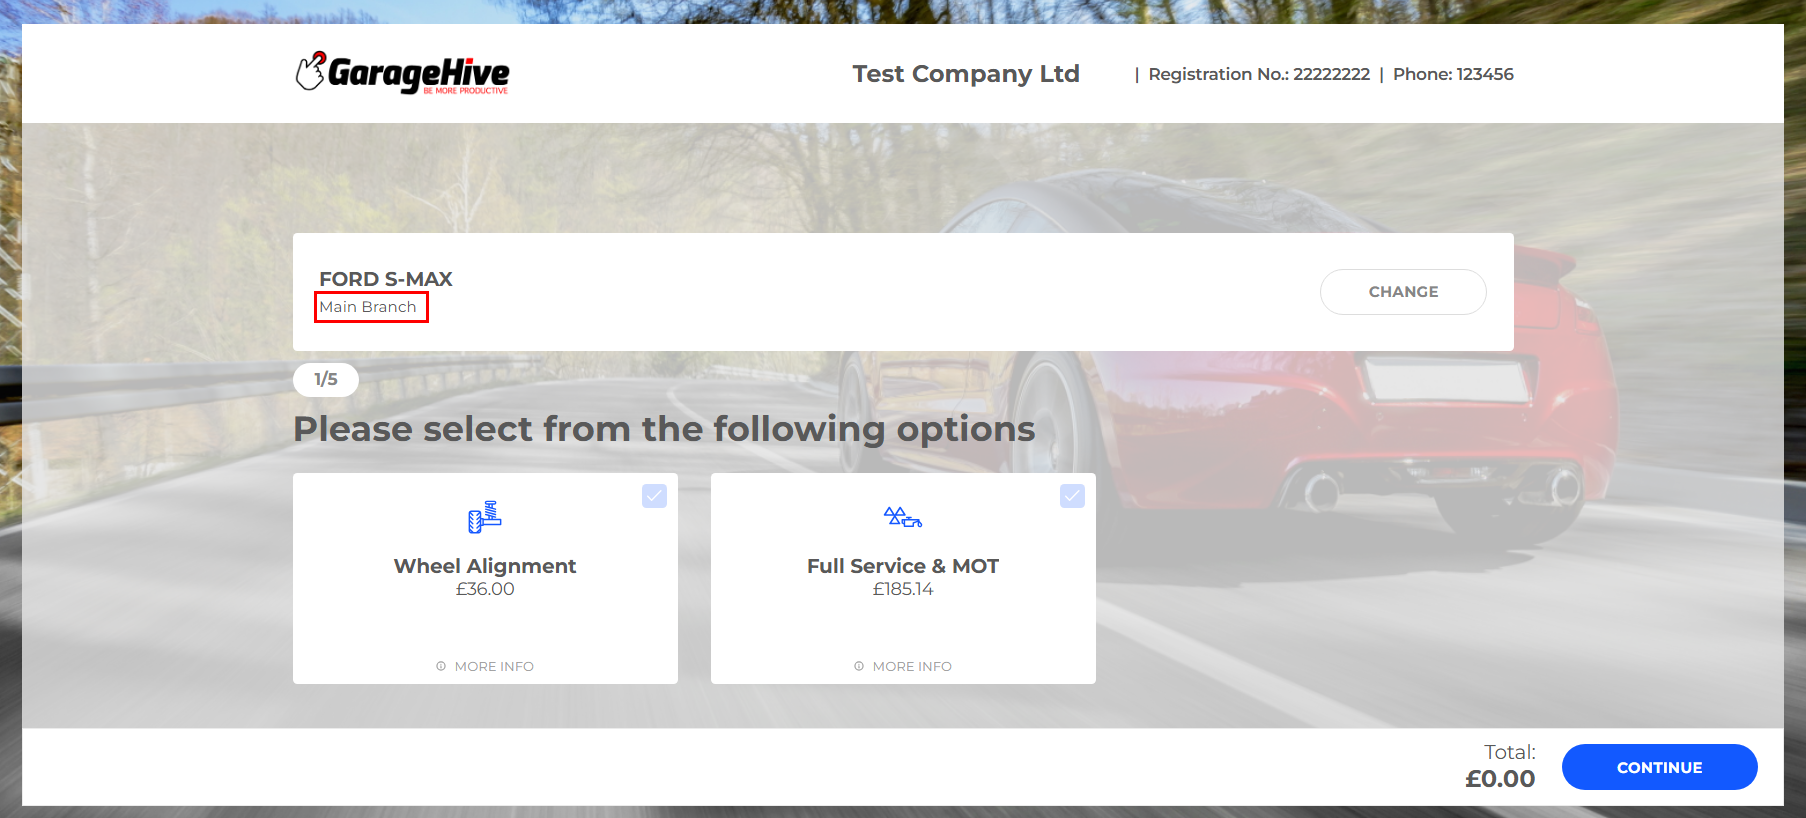 GarageHive
BE MORE PRODUCTIVE
Test Company Ltd
| Registration No.: 22222222 | Phone: 123456
FORD S-MAX
Main Branch
CHANGE
1/5
Please select from the following options
Wheel Alignment
£36.00
MORE INFO
Full Service & MOT
£185.14
MORE INFO
Total:
£0.00
CONTINUE